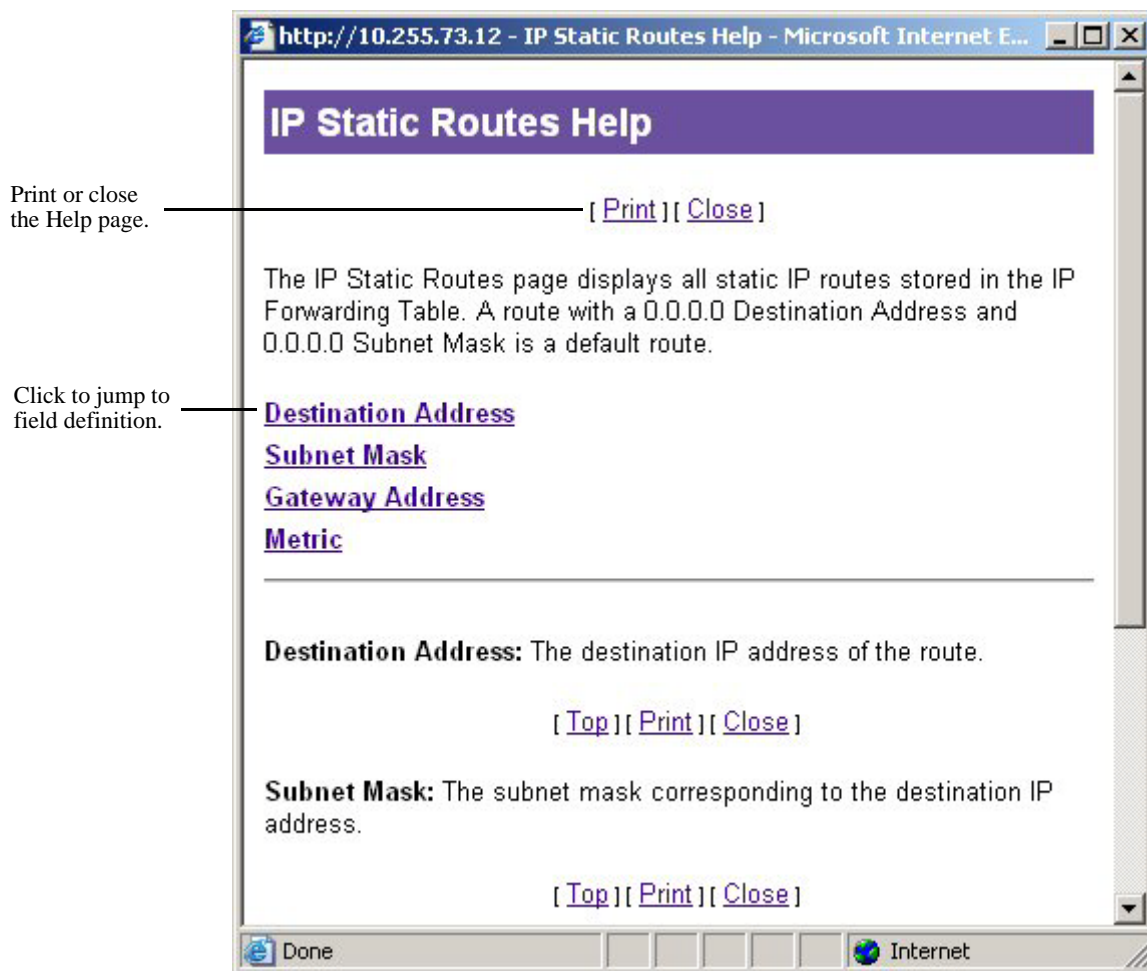 http://10.255.73.12 - IP Static Routes Help - Microsoft Internet E...
IP Static Routes Help
Print or close
the Help page.
[ Print ] [ Close ]
The IP Static Routes page displays all static IP routes stored in the IP
Forwarding Table. A route with a 0.0.0.0 Destination Address and
0.0.0.0 Subnet Mask is a default route.
Click to jump to
field definition.
Destination Address
Subnet Mask
Gateway Address
Metric
Destination Address: The destination IP address of the route.
[ Top ] [ Print ] [ Close ]
Subnet Mask: The subnet mask corresponding to the destination IP
address.
[ Top ] [ Print ] [ Close ]
Done
Internet